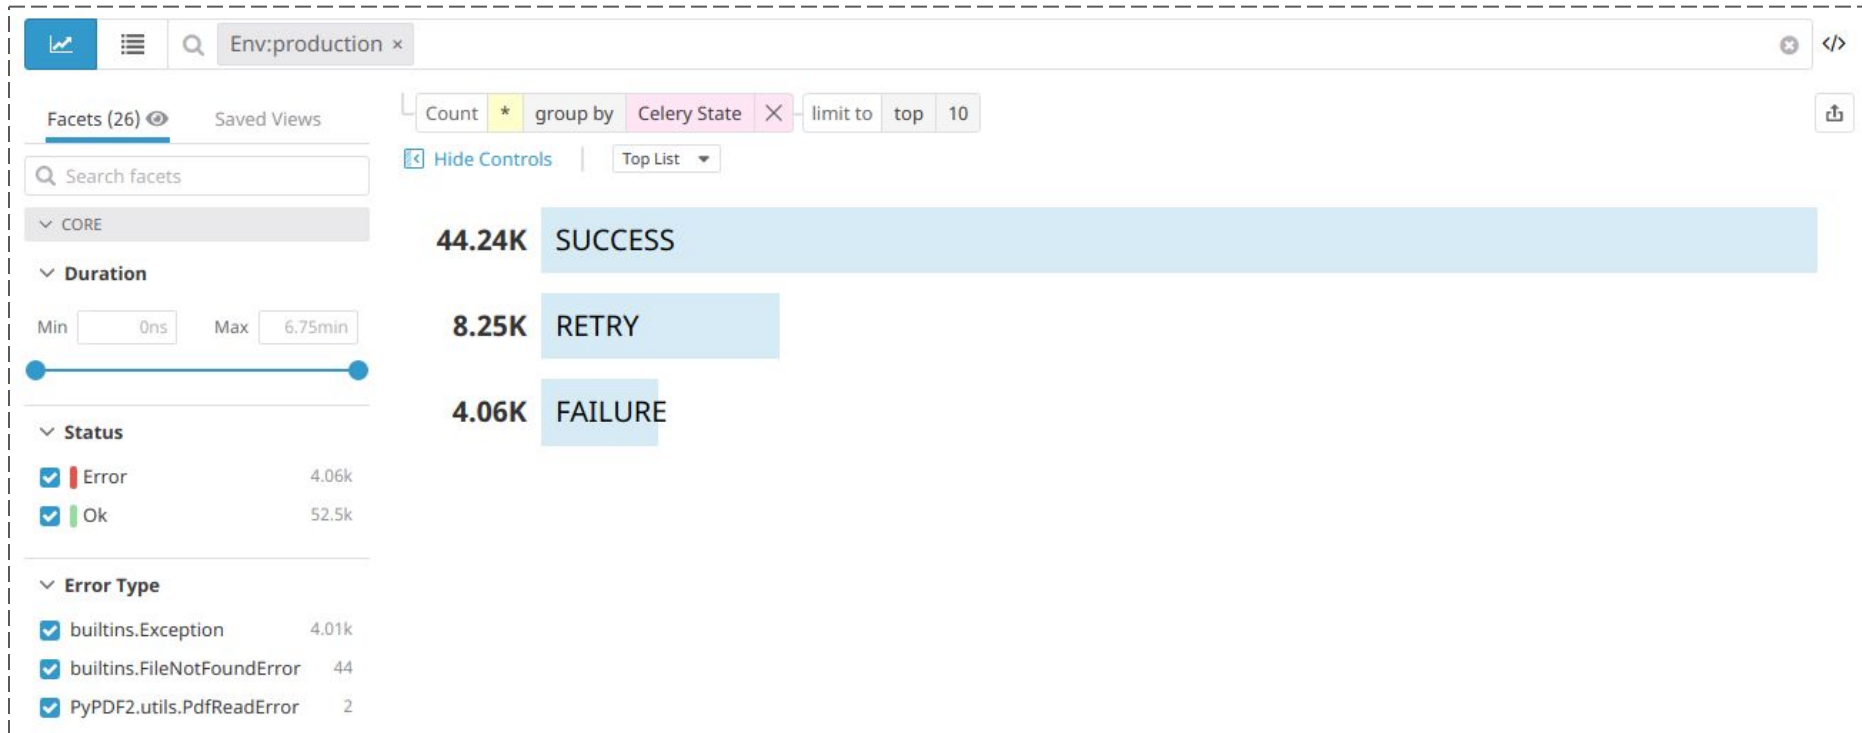 Env:production ×
</>
Facets (26)
Saved Views
Count * group by Celery State × limit to top 10
Hide Controls
Top List
Search facets
CORE
Duration
Min 0ns Max 6.75min
Status
Error 4.06k
Ok 52.5k
Error Type
builtins.Exception 4.01k
builtins.FileNotFoundError 44
PyPDF2.utils.PdfReadError 2
44.24K SUCCESS
8.25K RETRY
4.06K FAILURE